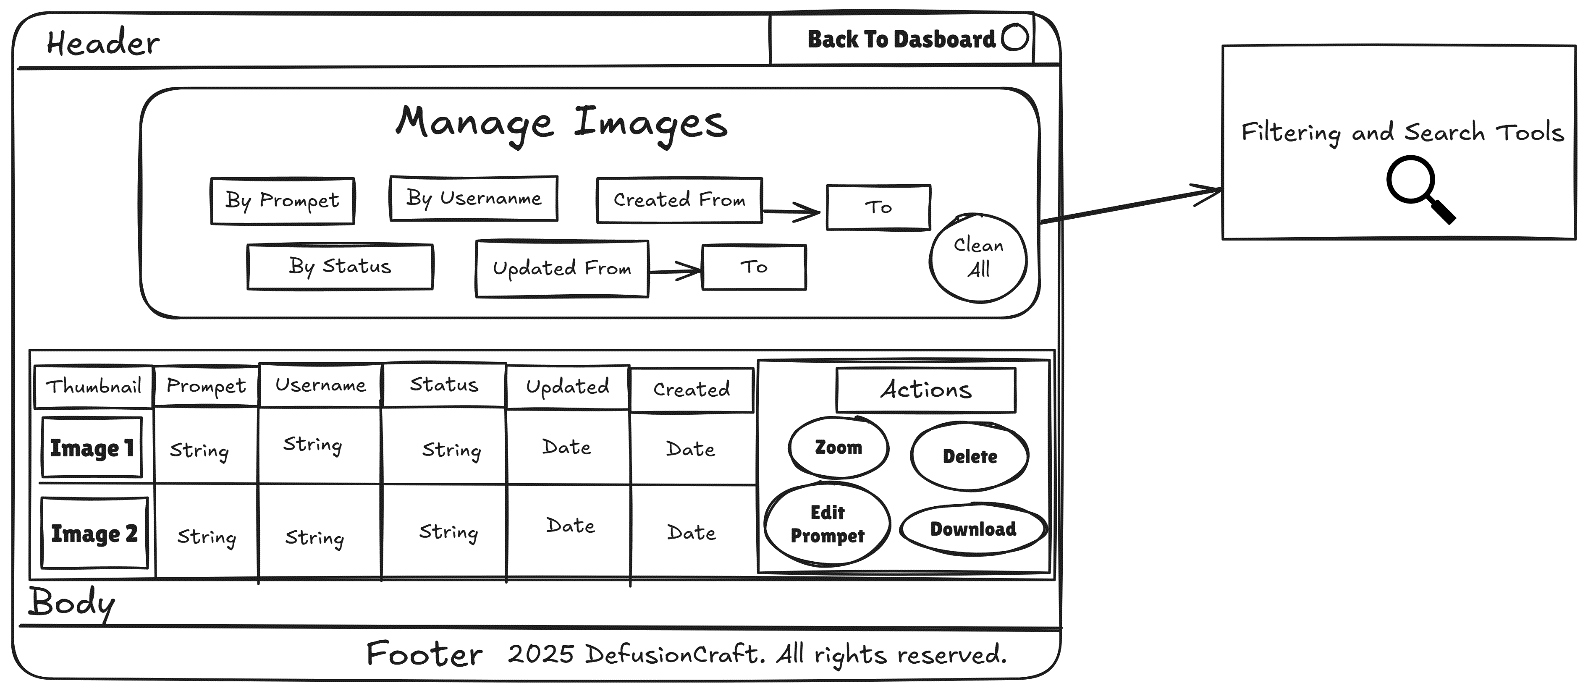 Header
Back To Dasboard
Manage Images
By Prompet
By Usernanme
Created From
To
By Status
Updated From
To
Clean
All
Filtering and Search Tools
Thumbnail
Prompet
Username
Status
Updated
Created
Actions
Image 1
String
String
String
Date
Date
Zoom
Delete
Image 2
String
String
String
Date
Date
Edit
Prompet
Download
Body
Footer
2025 DefusionCraft. All rights reserved.